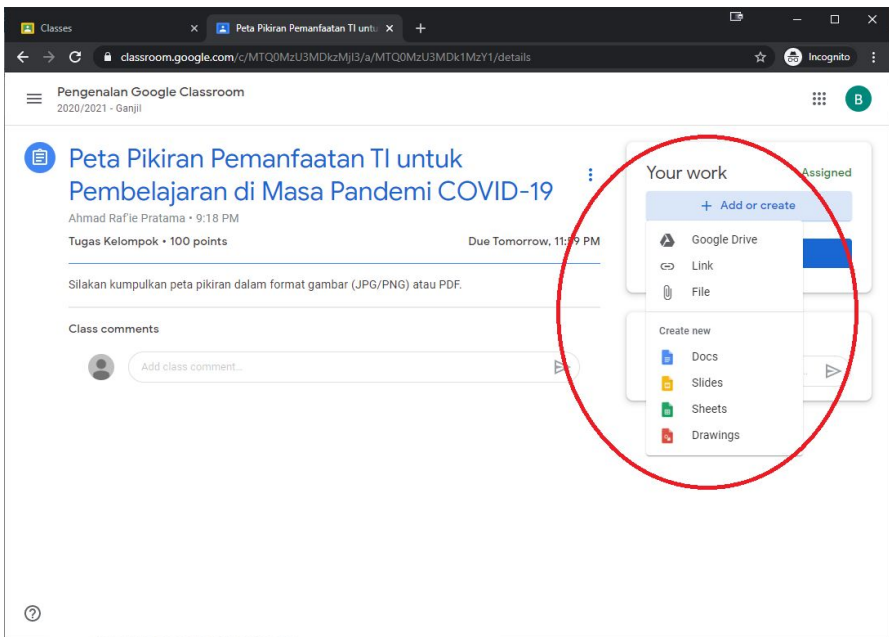 Classes
Peta Pikiran Pemanfaatan TI untu
classroom.google.com/c/MTQ0MzU3MDkzMjI3/a/MTQ0MzU3MDk1MzY1/details
Incognito
Pengenalan Google Classroom
2020/2021 - Ganjil
B
Peta Pikiran Pemanfaatan TI untuk
Pembelajaran di Masa Pandemi COVID-19
Ahmad Raf'ie Pratama • 9:18 PM
Tugas Kelompok • 100 points
Due Tomorrow, 11:59 PM
Silakan kumpulkan peta pikiran dalam format gambar (JPG/PNG) atau PDF.
Class comments
Add class comment...
Your work
Assigned
+ Add or create
Google Drive
Link
File
Create new
Docs
Slides
Sheets
Drawings